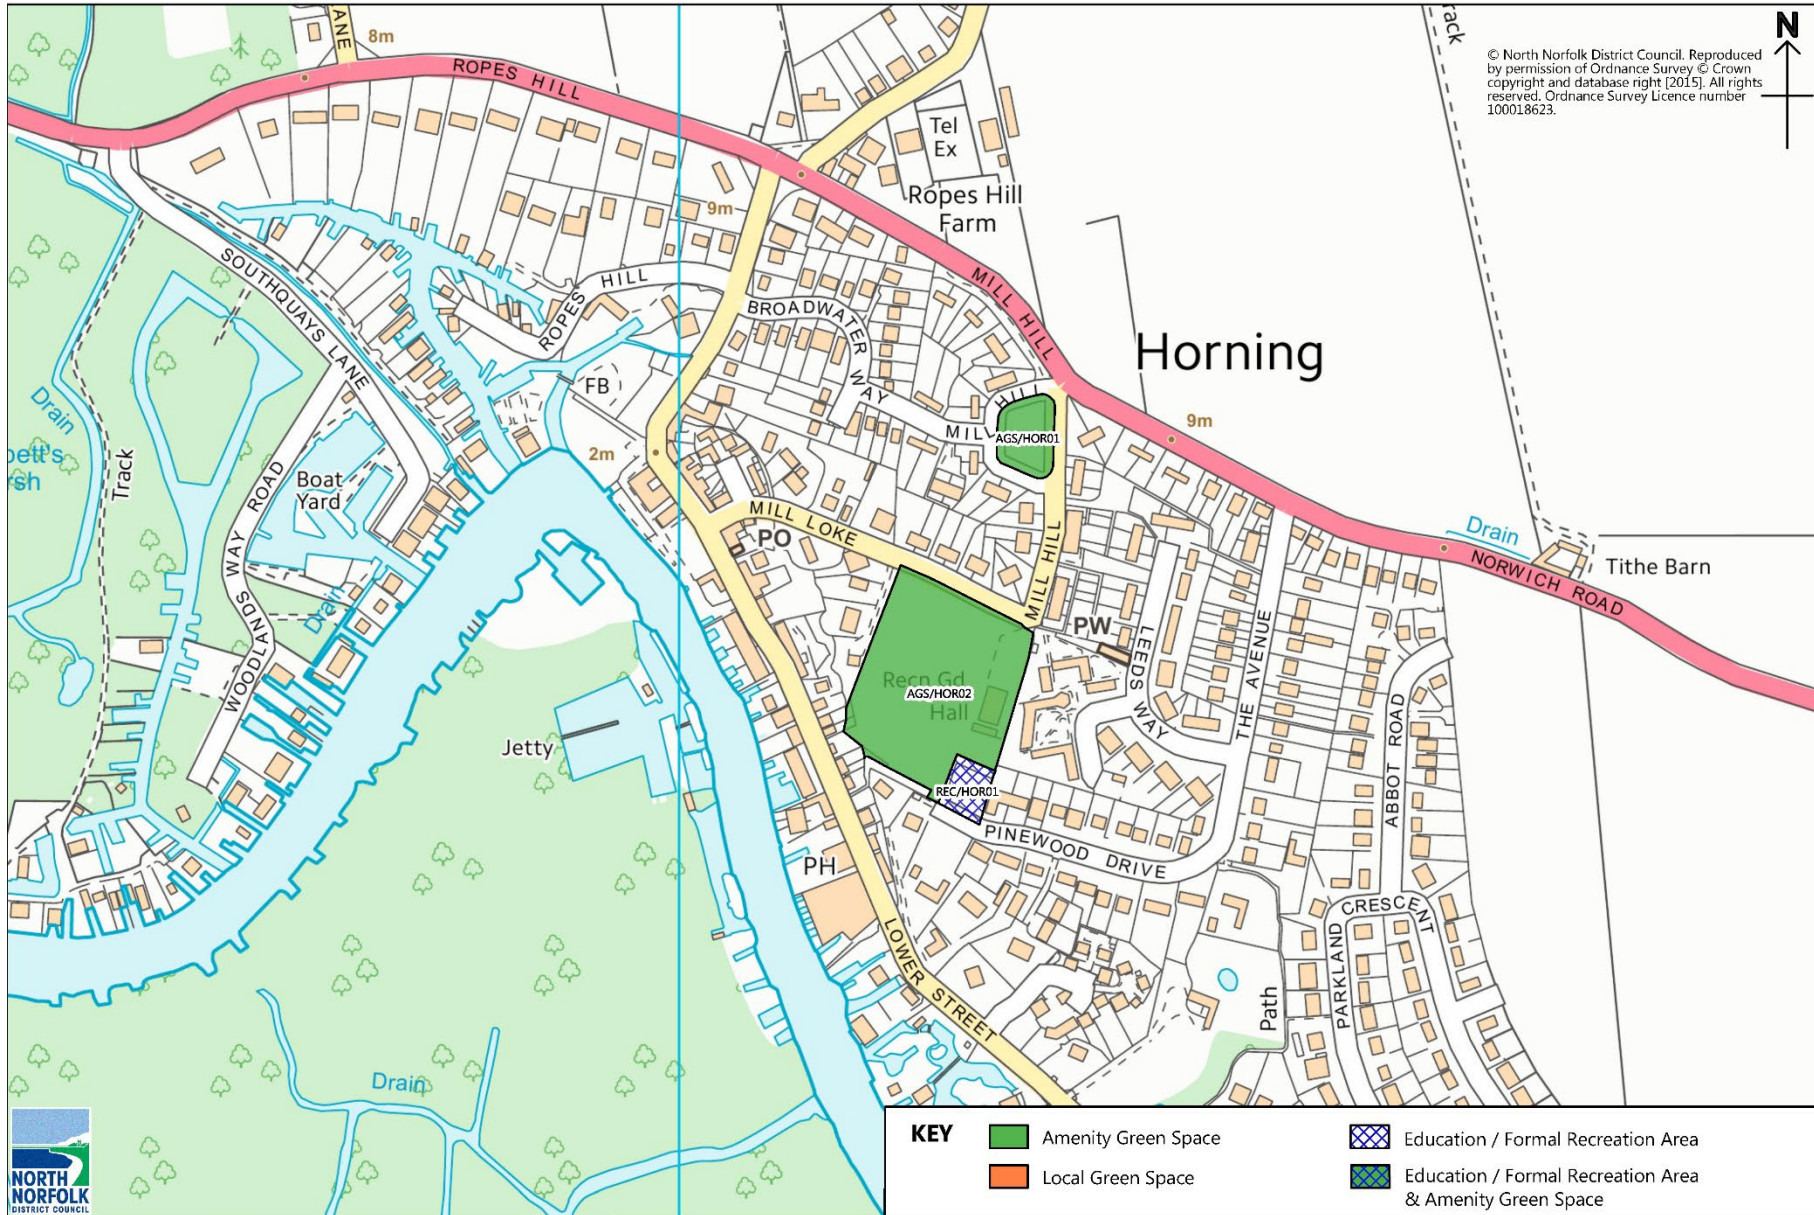 ANE
8m
ROPES HILL
rack
N
© North Norfolk District Council. Reproduced
by permission of Ordnance Survey © Crown
copyright and database right [2015]. All rights
reserved. Ordnance Survey Licence number
100018623.
Tel
Ex
Ropes Hill
Farm
9m
SOUTHQUAYS LANE
ROPES HILL
BROADWATER WAY
MILL HILL
Horning
FB
Drain
Track
bett's
rsh
Boat
Yard
2m
MILL HILL
AGS/HOR01
9m
WOODLANDS WAY ROAD
Drain
PO
MILL LOKE
MILL HILL
PW
LEEDS WAY
THE AVENUE
Drain
NORWICH ROAD
Tithe Barn
Recn Gd
AGS/HOR02
Hall
Jetty
ABBOT ROAD
REC/HOR01
PINEWOOD DRIVE
PH
LOWER STREET
PARKLAND
CRESCENT
Path
Drain
NORTH
NORFOLK
DISTRICT COUNCIL
KEY
Amenity Green Space
Local Green Space
Education / Formal Recreation Area
Education / Formal Recreation Area
& Amenity Green Space